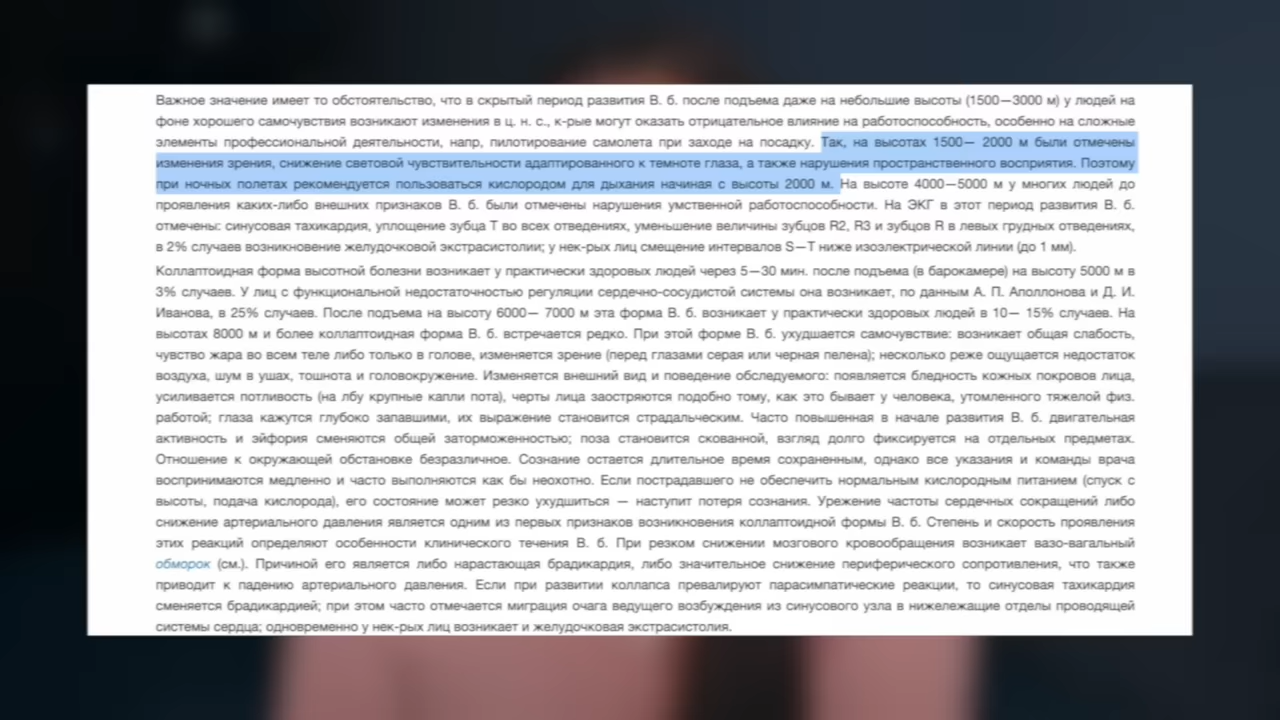 Важное значение имеет то обстоятельство, что в скрытый период развития В. б. после подъема даже на небольшие высоты (1500—3000 м) у людей на
фоне хорошего самочувствия возникают изменения в ц. н. с., к-рые могут оказать отрицательное влияние на работоспособность, особенно на сложные
элементы профессиональной деятельности, напр, пилотирование самолета при заходе на посадку. Так, на высотах 1500— 2000 м были отмечены
изменения зрения, снижение световой чувствительности адаптированного к темноте глаза, а также нарушения пространственного восприятия. Поэтому
при ночных полетах рекомендуется пользоваться кислородом для дыхания начиная с высоты 2000 м. На высоте 4000—5000 м у многих людей до
проявления каких-либо внешних признаков В. б. были отмечены нарушения умственной работоспособности. На ЭКГ в этот период развития В. б.
отмечены: синусовая тахикардия, уплощение зубца Т во всех отведениях, уменьшение величины зубцов R2, R3 и зубцов R в левых грудных отведениях,
в 2% случаев возникновение желудочковой экстрасистолии; у нек-рых лиц смещение интервалов S—T ниже изоэлектрической линии (до 1 мм).
Коллаптоидная форма высотной болезни возникает у практически здоровых людей через 5—30 мин. после подъема (в барокамере) на высоту 5000 м в
3% случаев. У лиц с функциональной недостаточностью регуляции сердечно-сосудистой системы она возникает, по данным А. П. Аполлонова и Д. И.
Иванова, в 25% случаев. После подъема на высоту 6000— 7000 м эта форма В. б. возникает у практически здоровых людей в 10— 15% случаев. На
высотах 8000 м и более коллаптоидная форма В. б. встречается редко. При этой форме В. б. ухудшается самочувствие: возникает общая слабость,
чувство жара во всем теле либо только в голове, изменяется зрение (перед глазами серая или черная пелена); несколько реже ощущается недостаток
воздуха, шум в ушах, тошнота и головокружение. Изменяется внешний вид и поведение обследуемого: появляется бледность кожных покровов лица,
усиливается потливость (на лбу крупные капли пота), черты лица заостряются подобно тому, как это бывает у человека, утомленного тяжелой физ.
работой; глаза кажутся глубоко запавшими, их выражение становится страдальческим. Часто повышенная в начале развития В. б. двигательная
активность и эйфория сменяются общей заторможенностью; поза становится скованной, взгляд долго фиксируется на отдельных предметах.
Отношение к окружающей обстановке безразличное. Сознание остается длительное время сохраненным, однако все указания и команды врача
воспринимаются медленно и часто выполняются как бы неохотно. Если пострадавшего не обеспечить нормальным кислородным питанием (спуск с
высоты, подача кислорода), его состояние может резко ухудшиться — наступит потеря сознания. Урежение частоты сердечных сокращений либо
снижение артериального давления является одним из первых признаков возникновения коллаптоидной формы В. б. Степень и скорость проявления
этих реакций определяют особенности клинического течения В. б. При резком снижении мозгового кровообращения возникает вазо-вагальный
обморок (см.). Причиной его является либо нарастающая брадикардия, либо значительное снижение периферического сопротивления, что также
приводит к падению артериального давления. Если при развитии коллапса превалируют парасимпатические реакции, то синусовая тахикардия
сменяется брадикардией; при этом часто отмечается миграция очага ведущего возбуждения из синусового узла в нижележащие отделы проводящей
системы сердца; одновременно у нек-рых лиц возникает и желудочковая экстрасистолия.